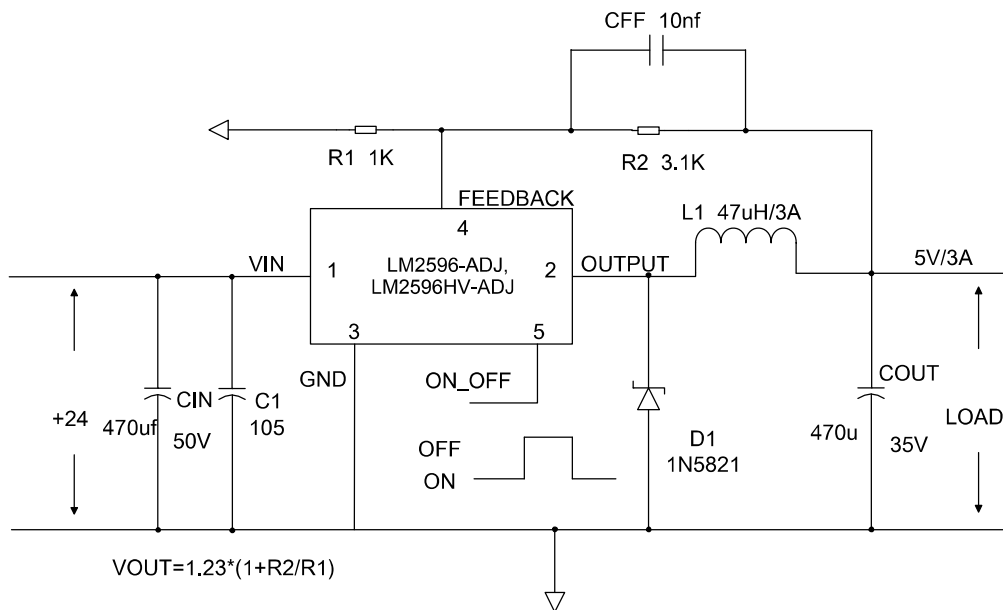 CFF 10nf
R1 1K
R2 3.1K
FEEDBACK
4
L1 47uH/3A
VIN
1
LM2596-ADJ,
LM2596HV-ADJ
2
OUTPUT
5V/3A
3
5
GND
ON_OFF
+24
470uf
CIN
50V
C1
105
OFF
ON
D1
1N5821
COUT
470u
35V
LOAD
VOUT=1.23*(1+R2/R1)